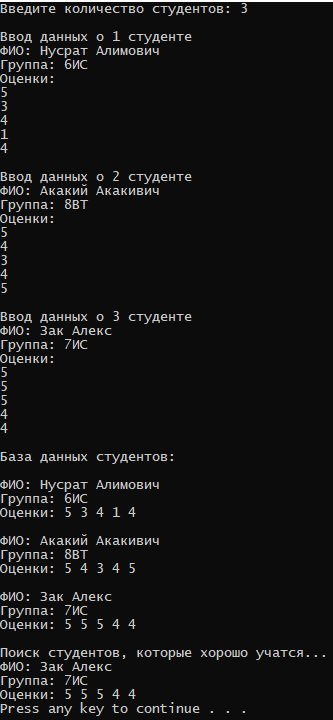 Введите количество студентов: 3
Ввод данных о 1 студенте
ФИО: Нусрат Алимович
Группа: 6ИС
Оценки:
5
3
4
1
4
Ввод данных о 2 студенте
ФИО: Акакий Акакивич
Группа: 8ВТ
Оценки:
5
4
3
4
5
Ввод данных о 3 студенте
ФИО: Зак Алекс
Группа: 7ИС
Оценки:
5
5
5
4
4
База данных студентов:
ФИО: Нусрат Алимович
Группа: 6ИС
Оценки: 5 3 4 1 4
ФИО: Акакий Акакивич
Группа: 8ВТ
Оценки: 5 4 3 4 5
ФИО: Зак Алекс
Группа: 7ИС
Оценки: 5 5 5 4 4
Поиск студентов, которые хорошо учатся...
ФИО: Зак Алекс
Группа: 7ИС
Оценки: 5 5 5 4 4
Press any key to continue . . .